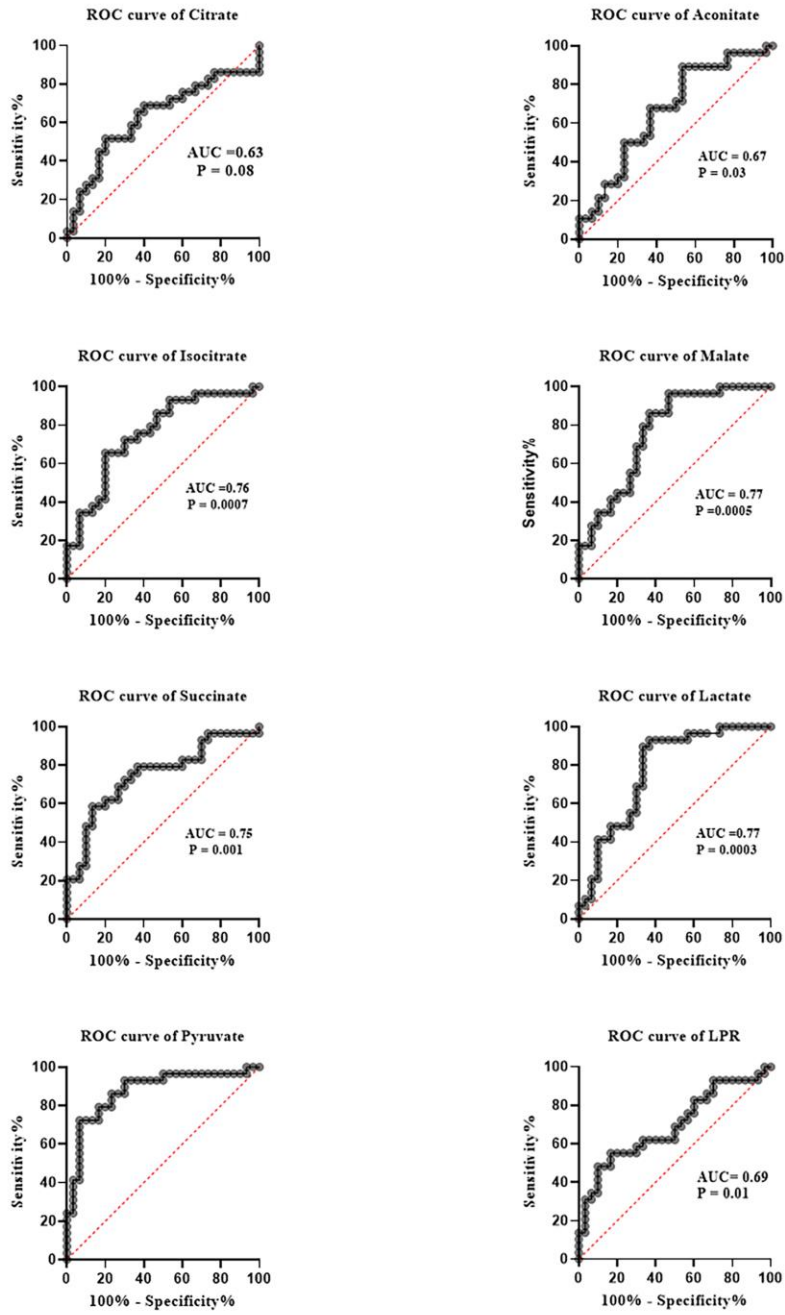 ROC curve of Citrate
100
80
60
40
20
0
Sensitivity%
AUC =0.63
P = 0.08
0 20 40 60 80 100
100% - Specificity%
ROC curve of Aconitate
100
80
60
40
20
0
Sensitivity%
AUC = 0.67
P = 0.03
0 20 40 60 80 100
100% - Specificity%
ROC curve of Isocitrate
100
80
60
40
20
0
Sensitivity%
AUC =0.76
P = 0.0007
0 20 40 60 80 100
100% - Specificity%
ROC curve of Malate
100
80
60
40
20
0
Sensitivity%
AUC = 0.77
P =0.0005
0 20 40 60 80 100
100% - Specificity%
ROC curve of Succinate
100
80
60
40
20
0
Sensitivity%
AUC = 0.75
P = 0.001
0 20 40 60 80 100
100% - Specificity%
ROC curve of Lactate
100
80
60
40
20
0
Sensitivity%
AUC =0.77
P = 0.0003
0 20 40 60 80 100
100% - Specificity%
ROC curve of Pyruvate
100
80
60
40
20
0
Sensitivity%
0 20 40 60 80 100
100% - Specificity%
ROC curve of LPR
100
80
60
40
20
0
Sensitivity%
AUC= 0.69
P = 0.01
0 20 40 60 80 100
100% - Specificity%